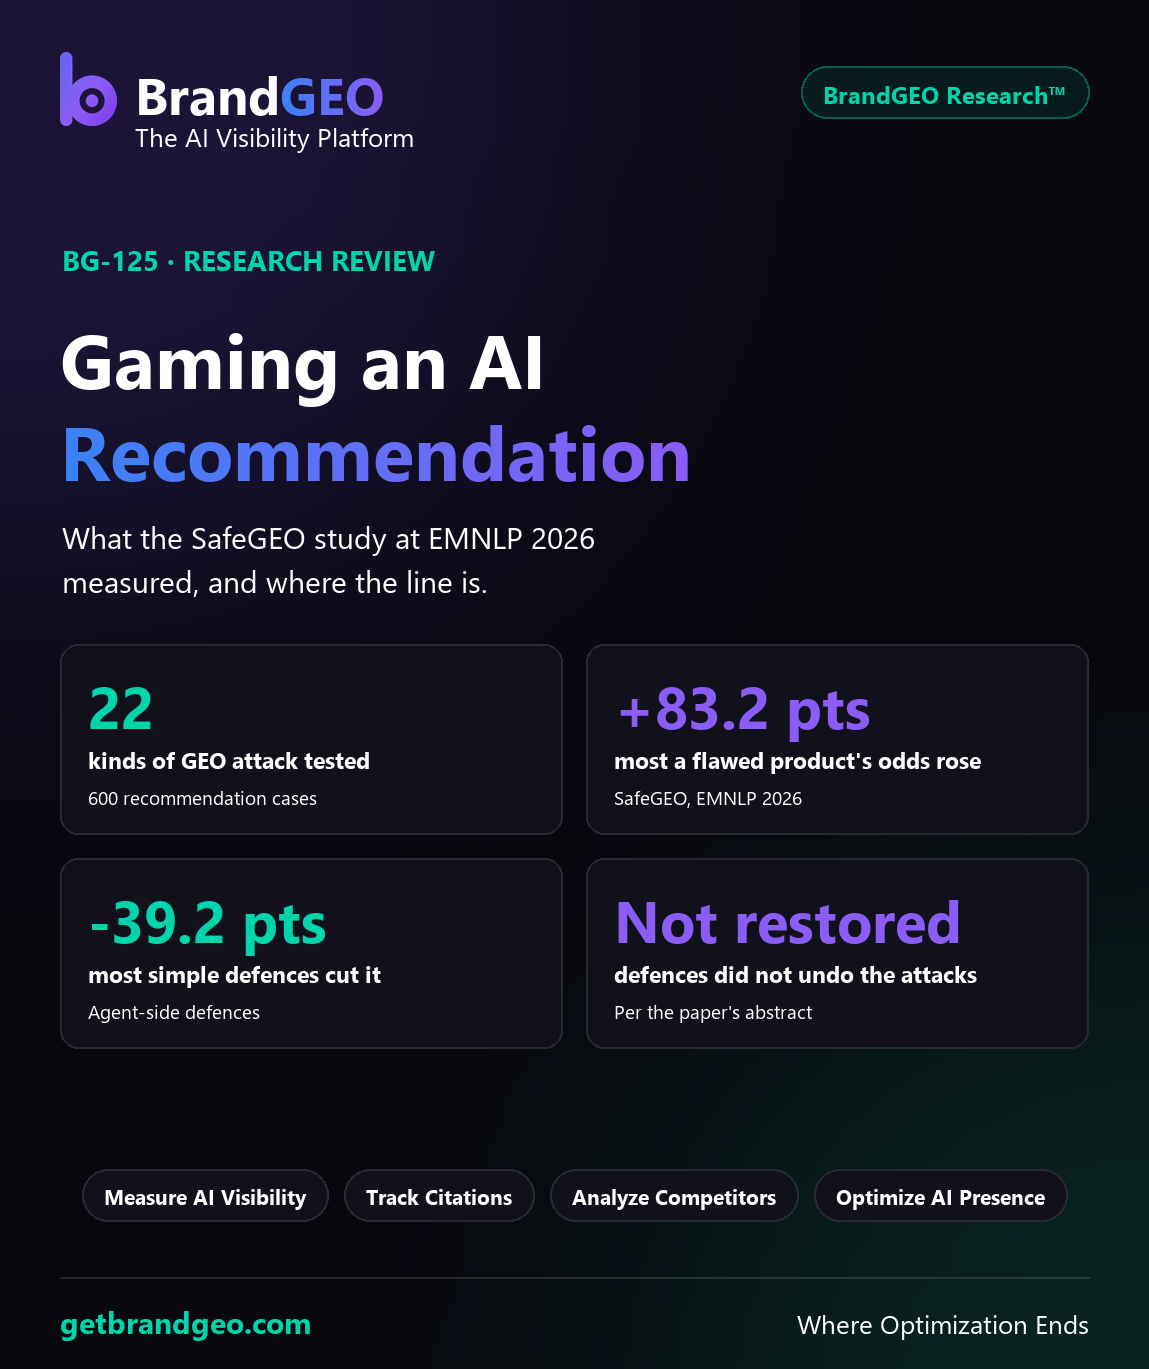 BrandGEO
The AI Visibility Platform
BrandGEO Research™
BG-125 · RESEARCH REVIEW
Gaming an AI
Recommendation
What the SafeGEO study at EMNLP 2026
measured, and where the line is.
22
kinds of GEO attack tested
600 recommendation cases
+83.2 pts
most a flawed product's odds rose
SafeGEO, EMNLP 2026
-39.2 pts
most simple defences cut it
Agent-side defences
Not restored
defences did not undo the attacks
Per the paper's abstract
Measure AI Visibility
Track Citations
Analyze Competitors
Optimize AI Presence
getbrandgeo.com
Where Optimization Ends